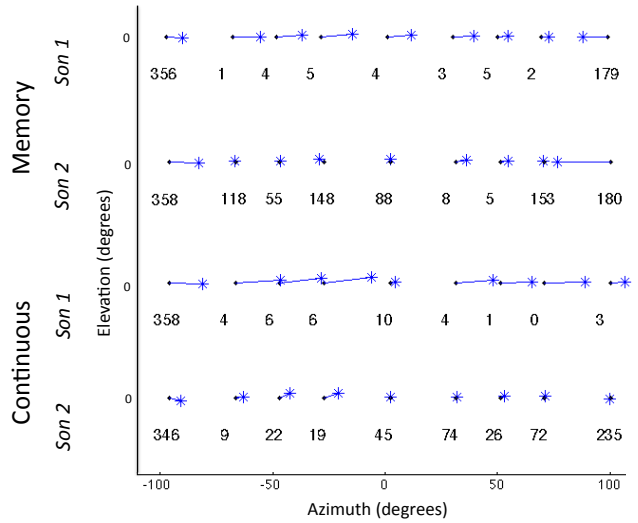 Memory
Continuous
Son 1
Son 2
Son 1
Son 2
Elevation (degrees)
0
356 1 4 5 4 3 5 2 179
0
358 118 55 148 88 8 5 153 180
0
358 4 6 6 10 4 1 0 3
0
346 9 22 19 45 74 26 72 235
-100 -50 0 50 100
Azimuth (degrees)